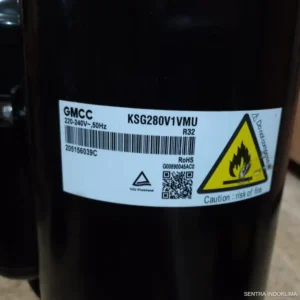 GMCC
KSG280V1VMU
220-240V~,50Hz
R32
205156039C
RoHS
Caution : risk of fire
SENTRA INDOKLIMA